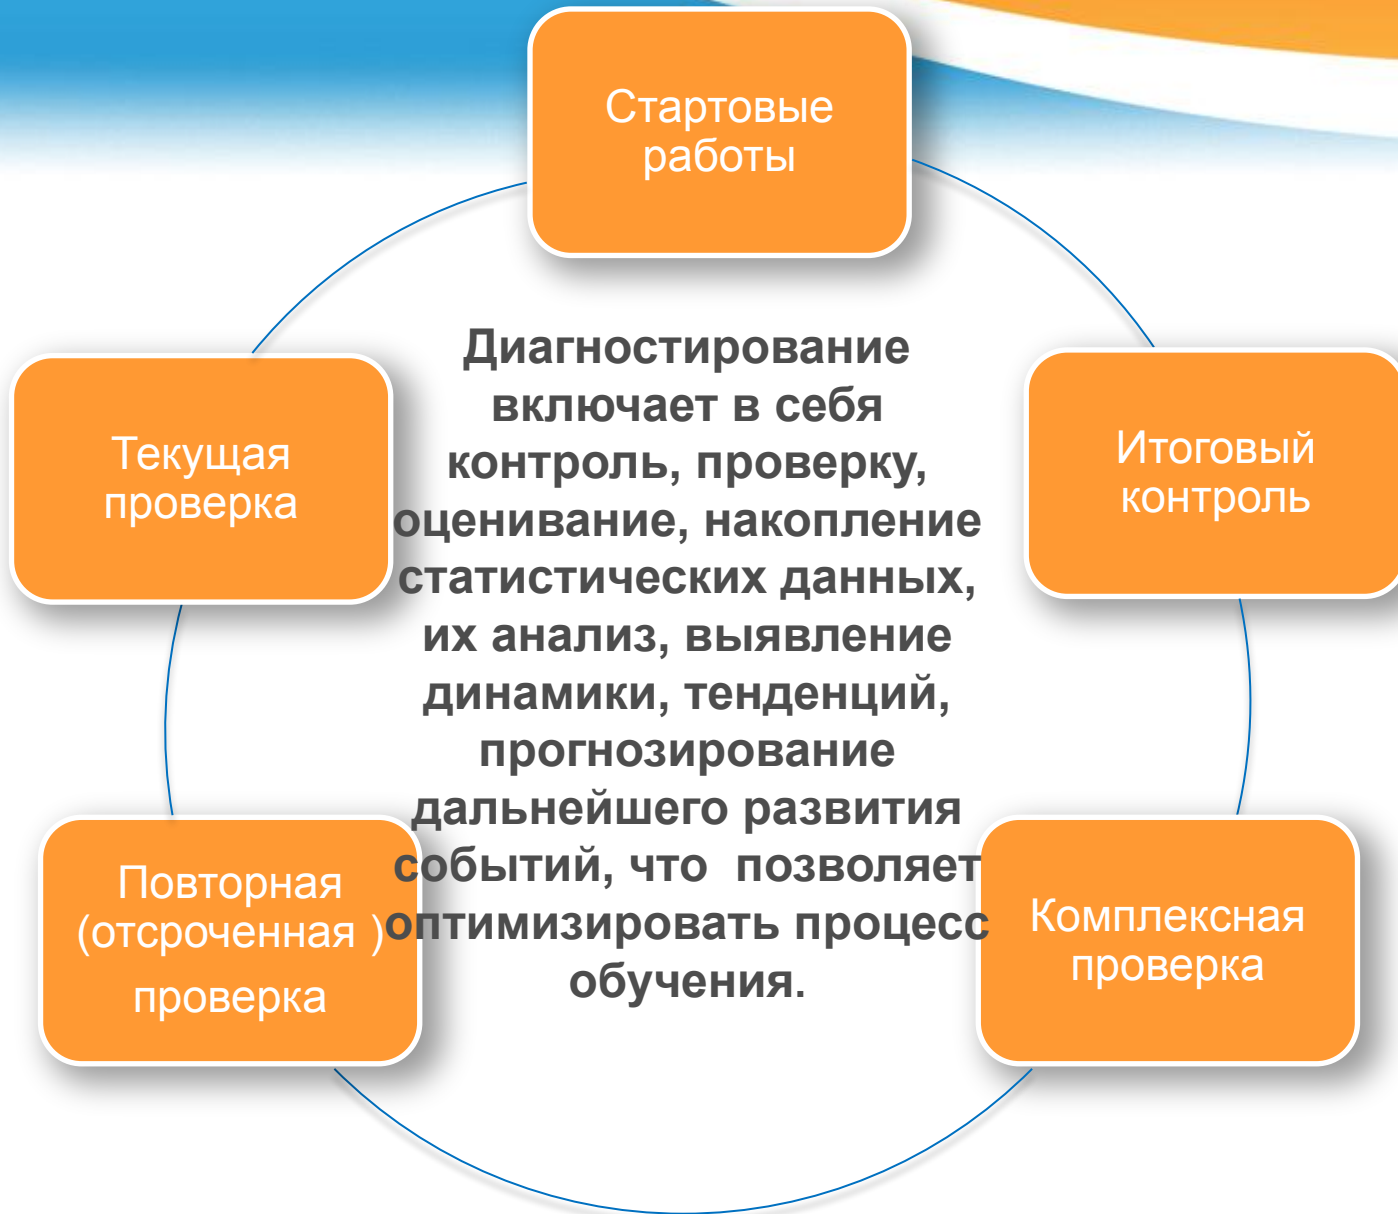 Стартовые
работы
Диагностирование
включает в себя
контроль, проверку,
оценивание, накопление
статистических данных,
их анализ, выявление
динамики, тенденций,
прогнозирование
дальнейшего развития
событий, что  позволяет
оптимизировать процесс
обучения.
Текущая
проверка
Итоговый
контроль
Повторная
(отсроченная )
проверка
Комплексная
проверка